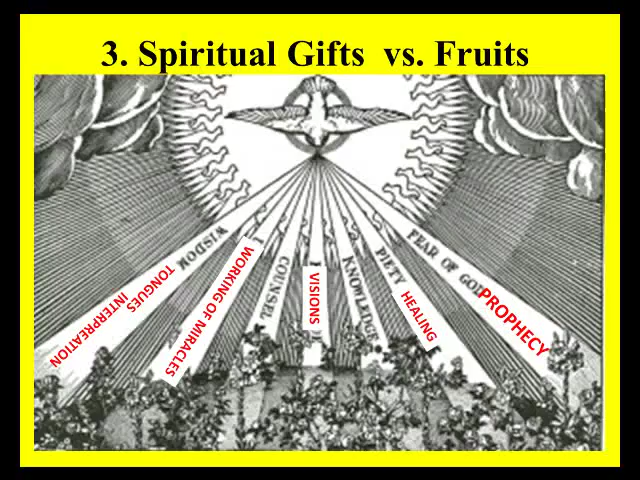 3. Spiritual Gifts vs. Fruits
WISDOM
TONGUES
INTERPREATION
WORKING OF MIRACLES
COUNSEL
VISIONS
KNOWLEDGE
PIETY
HEALING
FEAR OF GOD
PROPHECY